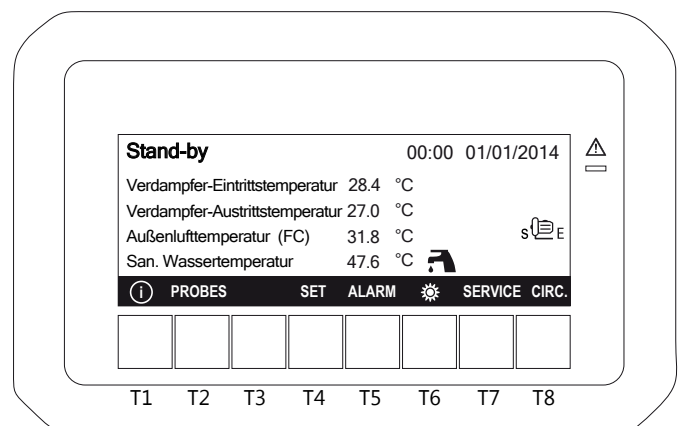 Stand-by 00:00 01/01/2014
Verdampfer-Eintrittstemperatur 28.4 °C
Verdampfer-Austrittstemperatur 27.0 °C
Außenlufttemperatur (FC) 31.8 °C
S E
San. Wassertemperatur 47.6 °C
i PROBES SET ALARM SERVICE CIRC.
T1 T2 T3 T4 T5 T6 T7 T8